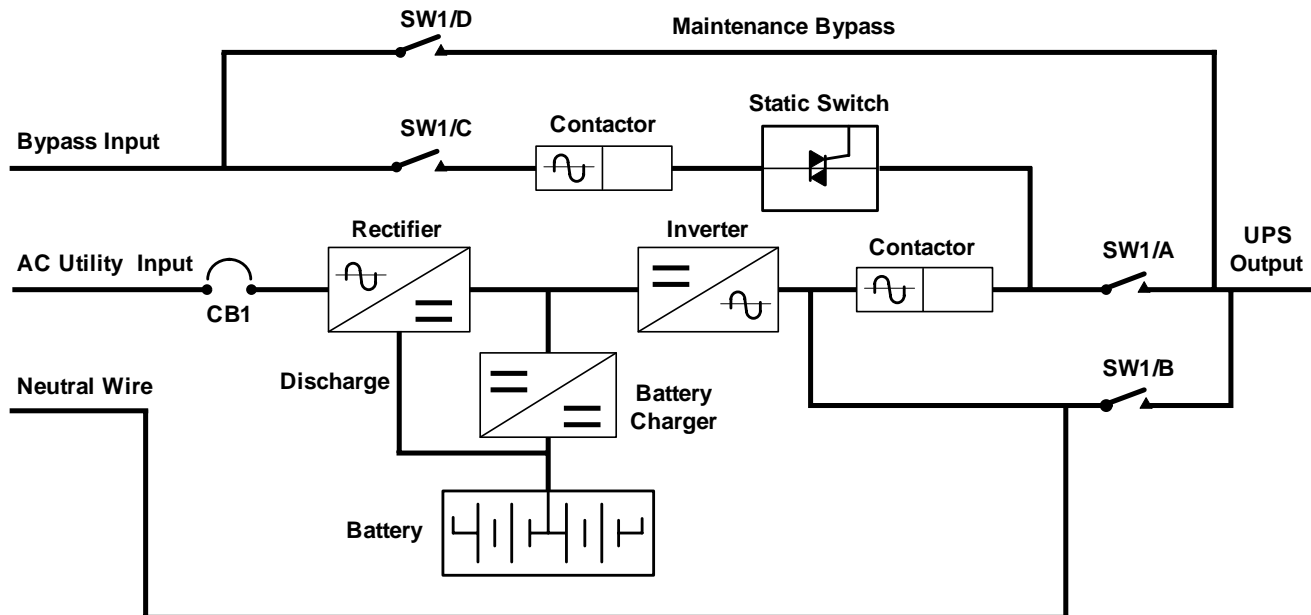 SW1/D
Maintenance Bypass
Static Switch
SW1/C
Contactor
Bypass Input
Rectifier
Inverter
Contactor
UPS
Output
SW1/A
AC Utility Input
CB1
SW1/B
Neutral Wire
Discharge
Battery
Charger
Battery